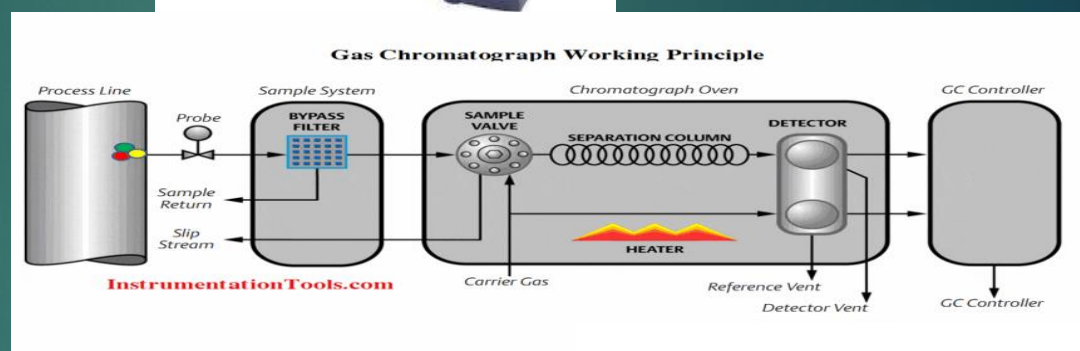 Gas Chromatograph Working Principle
Process Line
Sample System
Chromatograph Oven
GC Controller
Probe
BYPASS
FILTER
SAMPLE
VALVE
SEPARATION COLUMN
DETECTOR
Sample
Return
Slip
Stream
HEATER
InstrumentationTools.com
Carrier Gas
Reference Vent
Detector Vent
GC Controller